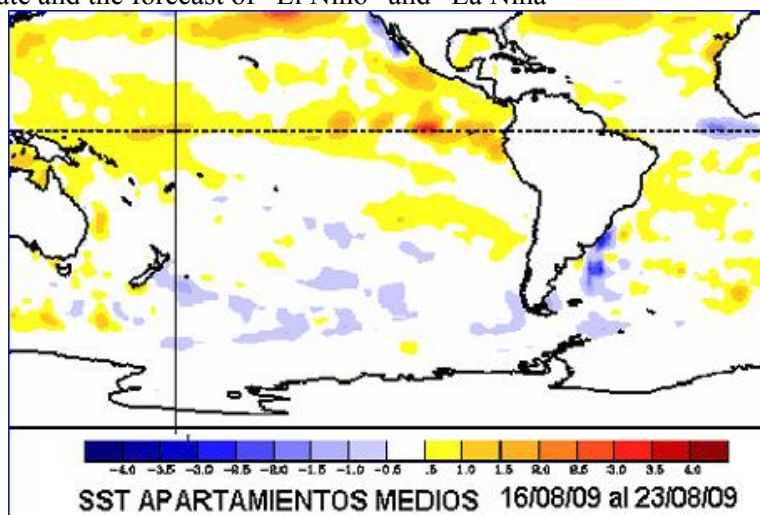 and the forecast of "El Niño" and "La Niña"
-4.0 -3.5 -3.0 -2.5 -2.0 -1.5 -1.0 -0.5 .5 1.0 1.5 2.0 2.5 3.0 3.5 4.0
SST APARTAMIENTOS MEDIOS 16/08/09 al 23/08/09